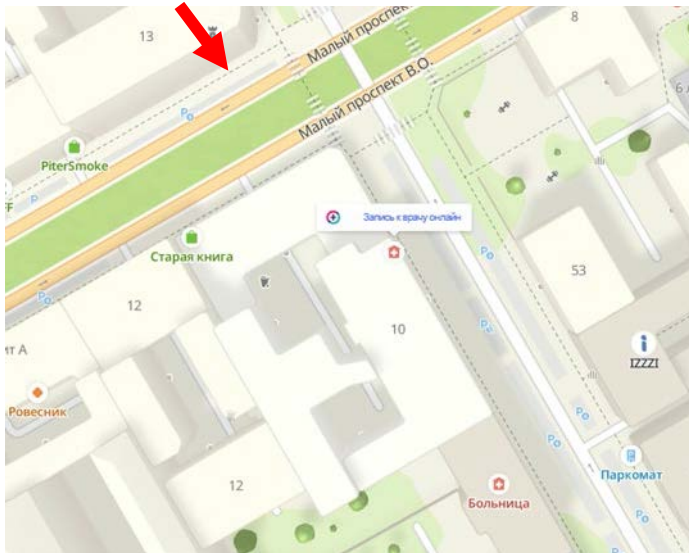 13
8
Малый проспект
Малый проспект В.О.
P
PiterSmoke
Запись к врачу онлайн
Старая книга
P
P
P
12
53
10
IZZZI
Ровесник
P
12
Паркомат
Больница
P